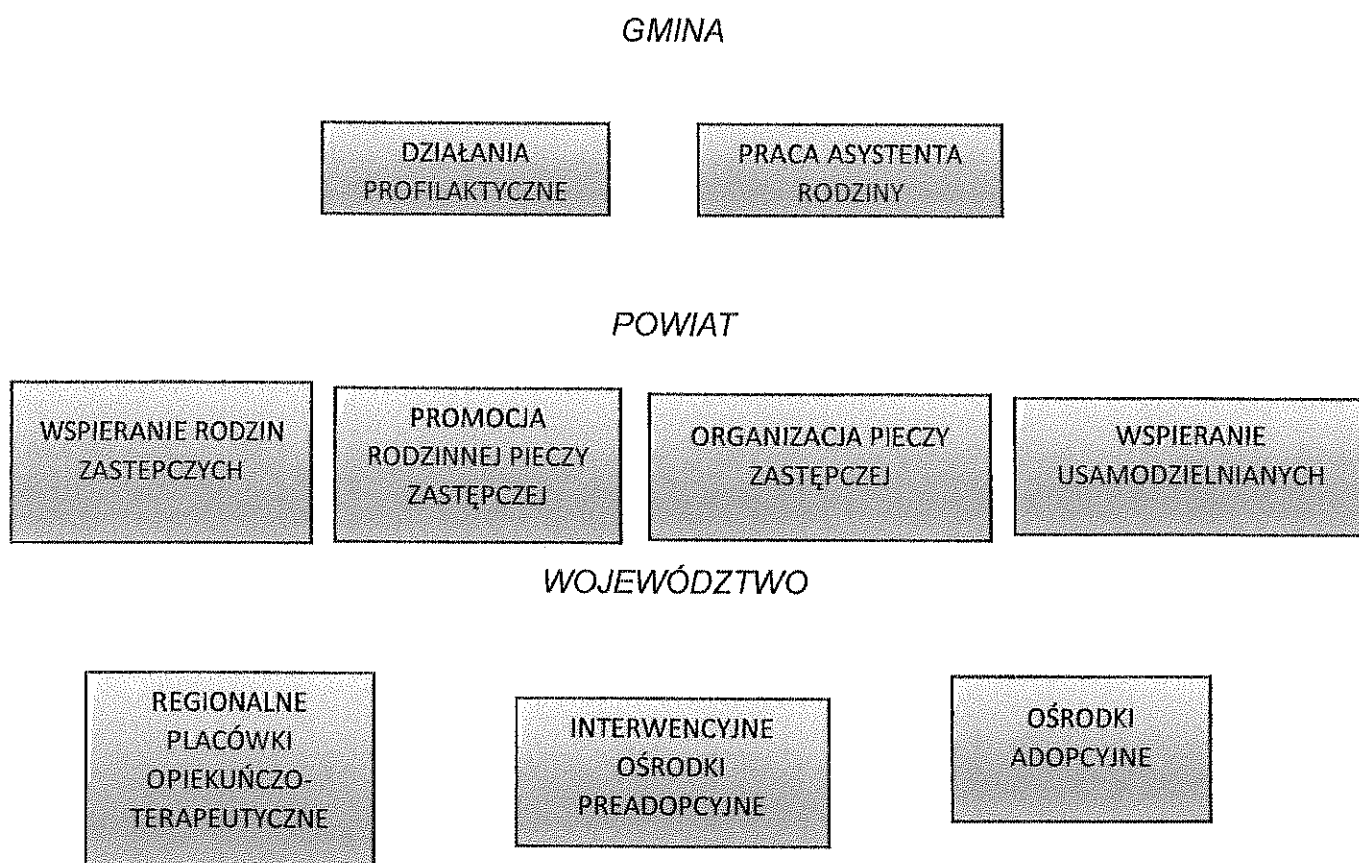 GMINA
DZIAŁANIA
PROFILAKTYCZNE
PRACA ASYSTENTA
RODZINY
POWIAT
WSPIERANIE RODZIN
ZASTEPCZYCH
PROMOCJA
RODZINNEJ PIECZY
ZASTĘPCZEJ
ORGANIZACJA PIECZY
ZASTĘPCZEJ
WSPIERANIE
USAMODZIELNIANYCH
WOJEWÓDZTWO
REGIONALNE
PLACÓWKI
OPIEKUŃCZO-
TERAPEUTYCZNE
INTERWENCYJNE
OŚRODKI
PREADOPCYJNE
OŚRODKI
ADOPCYJNE